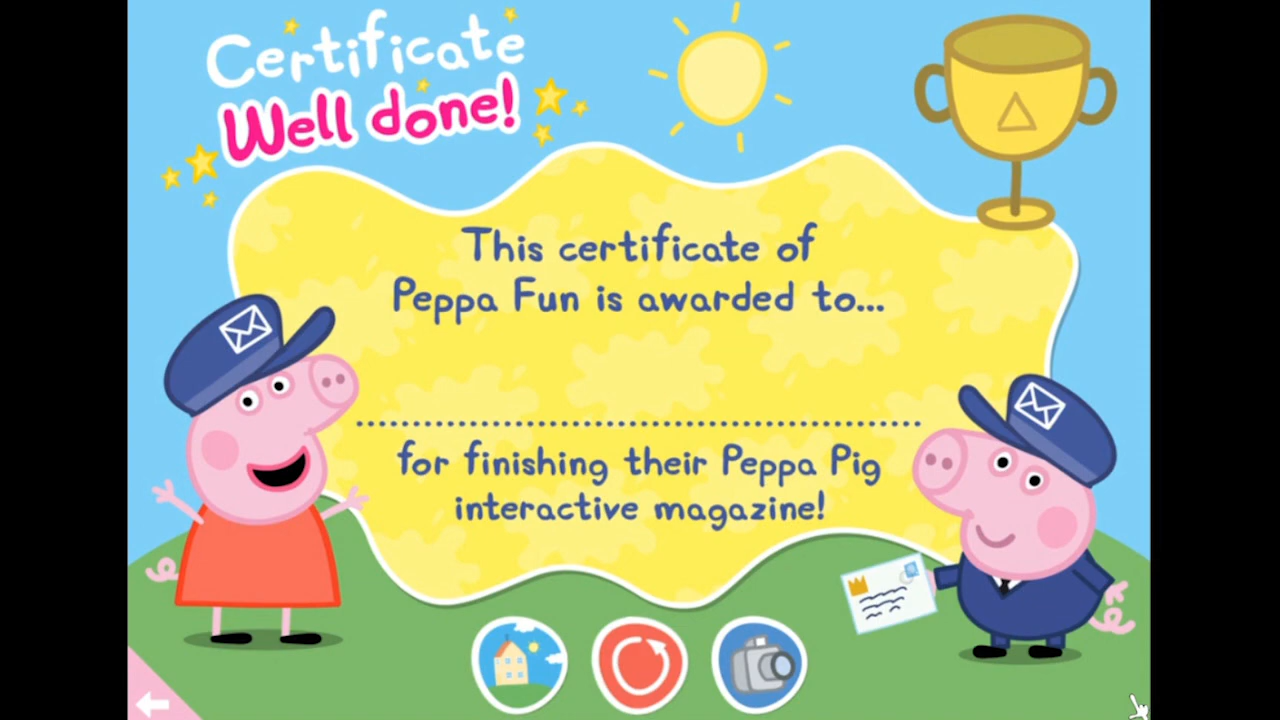 Certificate
Well done!
This certificate of
Peppa Fun is awarded to...
for finishing their Peppa Pig
interactive magazine!